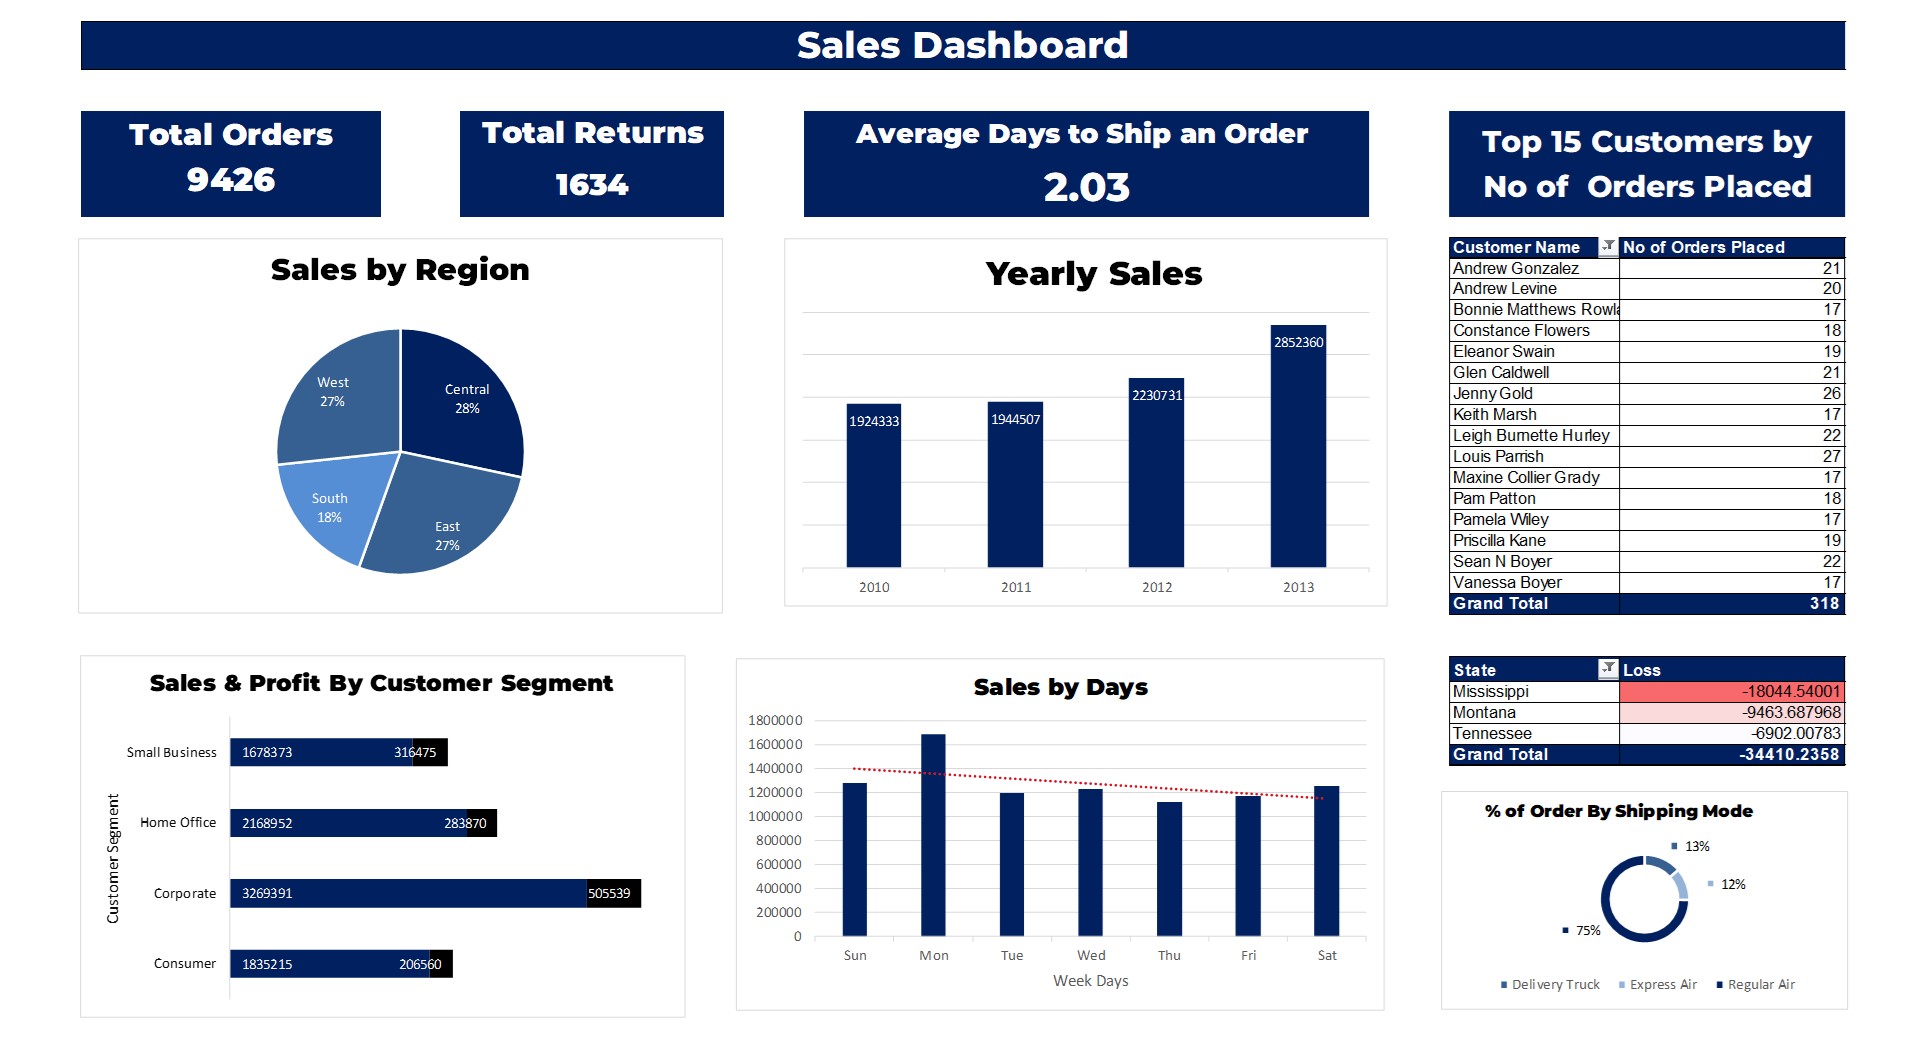 Sales Dashboard
Total Orders
9426
Total Returns
1634
Average Days to Ship an Order
2.03
Top 15 Customers by
No of Orders Placed
Sales by Region
West
27%
Central
28%
South
18%
East
27%
Yearly Sales
1924333
1944507
2230731
2852360
2010 2011 2012 2013
Customer Name No of Orders Placed
Andrew Gonzalez 21
Andrew Levine 20
Bonnie Matthews Rowla 17
Constance Flowers 18
Eleanor Swain 19
Glen Caldwell 21
Jenny Gold 26
Keith Marsh 17
Leigh Burnette Hurley 22
Louis Parrish 27
Maxine Collier Grady 17
Pam Patton 18
Pamela Wiley 17
Priscilla Kane 19
Sean N Boyer 22
Vanessa Boyer 17
Grand Total 318
Sales & Profit By Customer Segment
Customer Segment
Small Business 1678373 316475
Home Office 2168952 283870
Corporate 3269391 505539
Consumer 1835215 206560
Sales by Days
1800000
1600000
1400000
1200000
1000000
800000
600000
400000
200000
0
Sun Mon Tue Wed Thu Fri Sat
Week Days
State Loss
Mississippi -18044.54001
Montana -9463.687968
Tennessee -6902.00783
Grand Total -34410.2358
% of Order By Shipping Mode
13%
12%
75%
Delivery Truck Express Air Regular Air